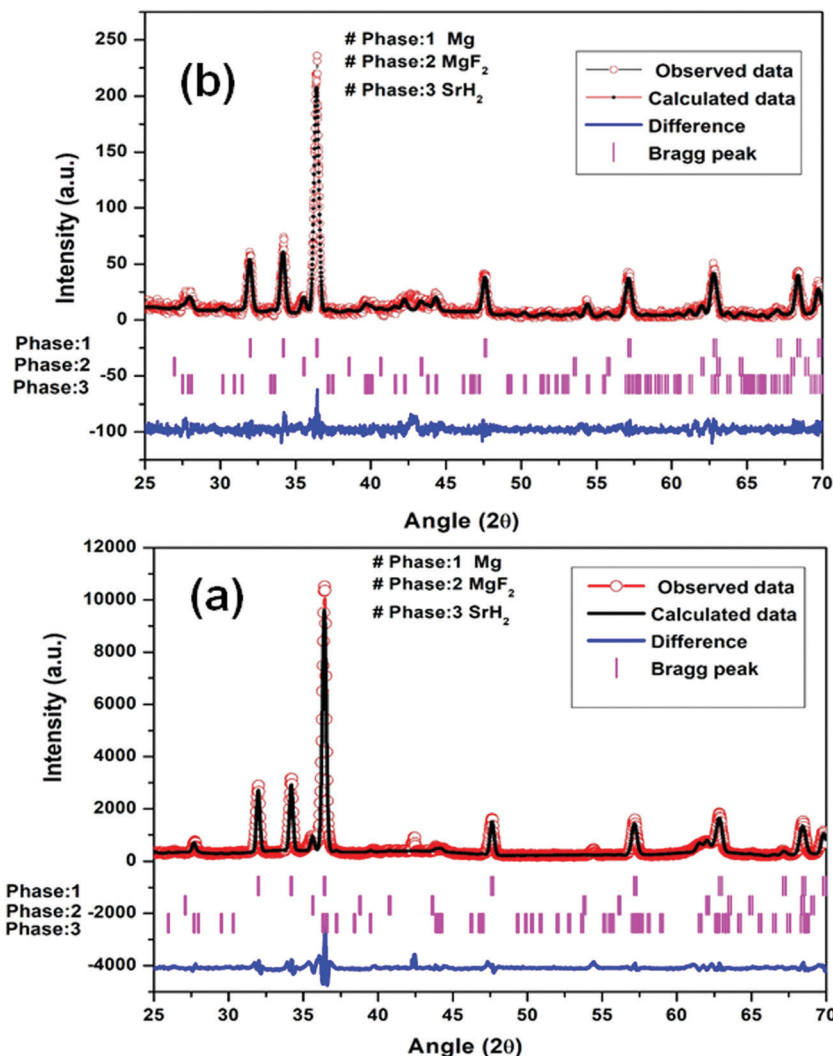 (b)
# Phase:1 Mg
# Phase:2 MgF2
# Phase:3 SrH2
Observed data
Calculated data
Difference
Bragg peak
Intensity (a.u.)
250
200
150
100
50
0
-50
-100
Phase:1
Phase:2
Phase:3
25 30 35 40 45 50 55 60 65 70
Angle (2θ)
(a)
# Phase:1 Mg
# Phase:2 MgF2
# Phase:3 SrH2
Observed data
Calculated data
Difference
Bragg peak
Intensity (a.u.)
12000
10000
8000
6000
4000
2000
0
-2000
-4000
Phase:1
Phase:2
Phase:3
25 30 35 40 45 50 55 60 65 70
Angle (2θ)